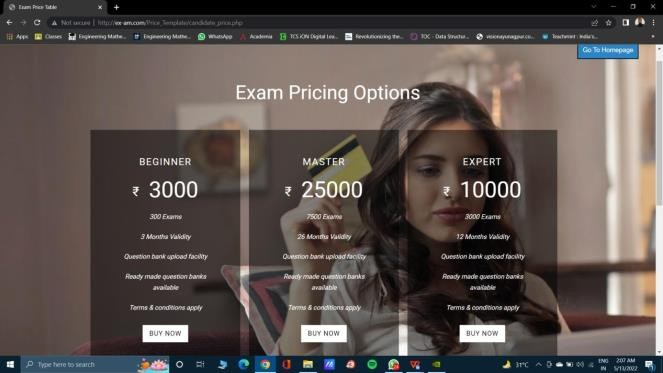 Exam Price Table
Not secure | http://ex-am.com/Price_Template/candidate_price.php
Apps
Classes
Engineering Mathe...
Engineering Mathe...
WhatsApp
Academia
TCS iON Digital Lea...
Revolutionizing the...
TOC - Data Structur...
visionayunagpur.co...
Teachmint : India's...
Go To Homepage
Exam Pricing Options
BEGINNER
₹ 3000
300 Exams
3 Months Validity
Question bank upload facility
Ready made question banks
available
Terms & conditions apply
BUY NOW
MASTER
₹ 25000
7500 Exams
26 Months Validity
Question bank upload facility
Ready made question banks
available
Terms & conditions apply
BUY NOW
EXPERT
₹ 10000
3000 Exams
12 Months Validity
Question bank upload facility
Ready made question banks
available
Terms & conditions apply
BUY NOW
Type here to search
31°C
ENG
IN
2:07 AM
5/13/2022